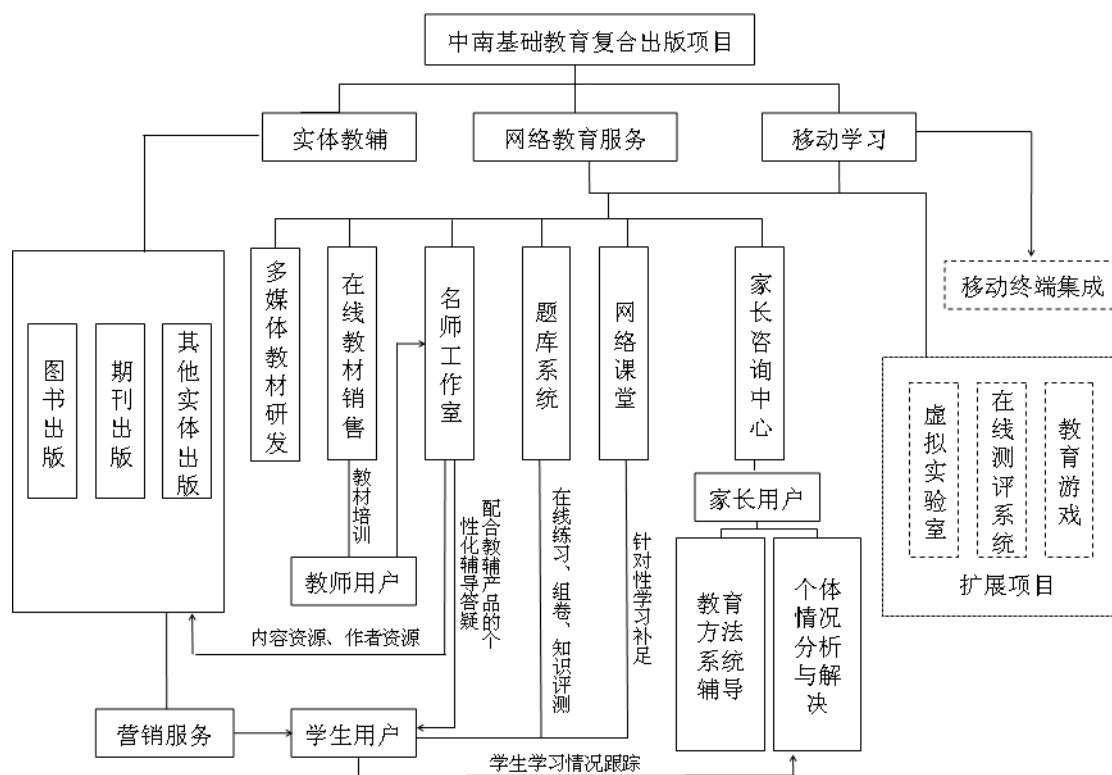 中南基础教育复合出版项目
实体教辅
网络教育服务
移动学习
移动终端集成
多媒体教材研发
在线教材销售
名师工作室
题库系统
网络课堂
家长咨询中心
图书出版
期刊出版
其他实体出版
虚拟实验室
在线测评系统
教育游戏
扩展项目
教材培训
配合教辅产品的个
性化辅导答疑
在线练习、组卷、知识评测
针对性学习补足
家长用户
教师用户
教育
方法
系统
辅导
个体
情况
分析
与解
决
内容资源、作者资源
营销服务
学生用户
学生学习情况跟踪